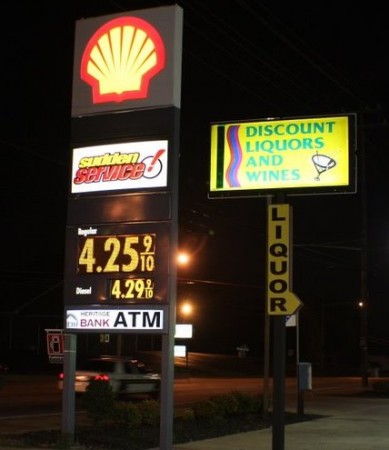 Sudden
Service
Regular
4.25 9/10
Diesel
4.29 9/10
HERITAGE
BANK ATM
DISCOUNT
LIQUORS
AND
WINES
LIQUOR